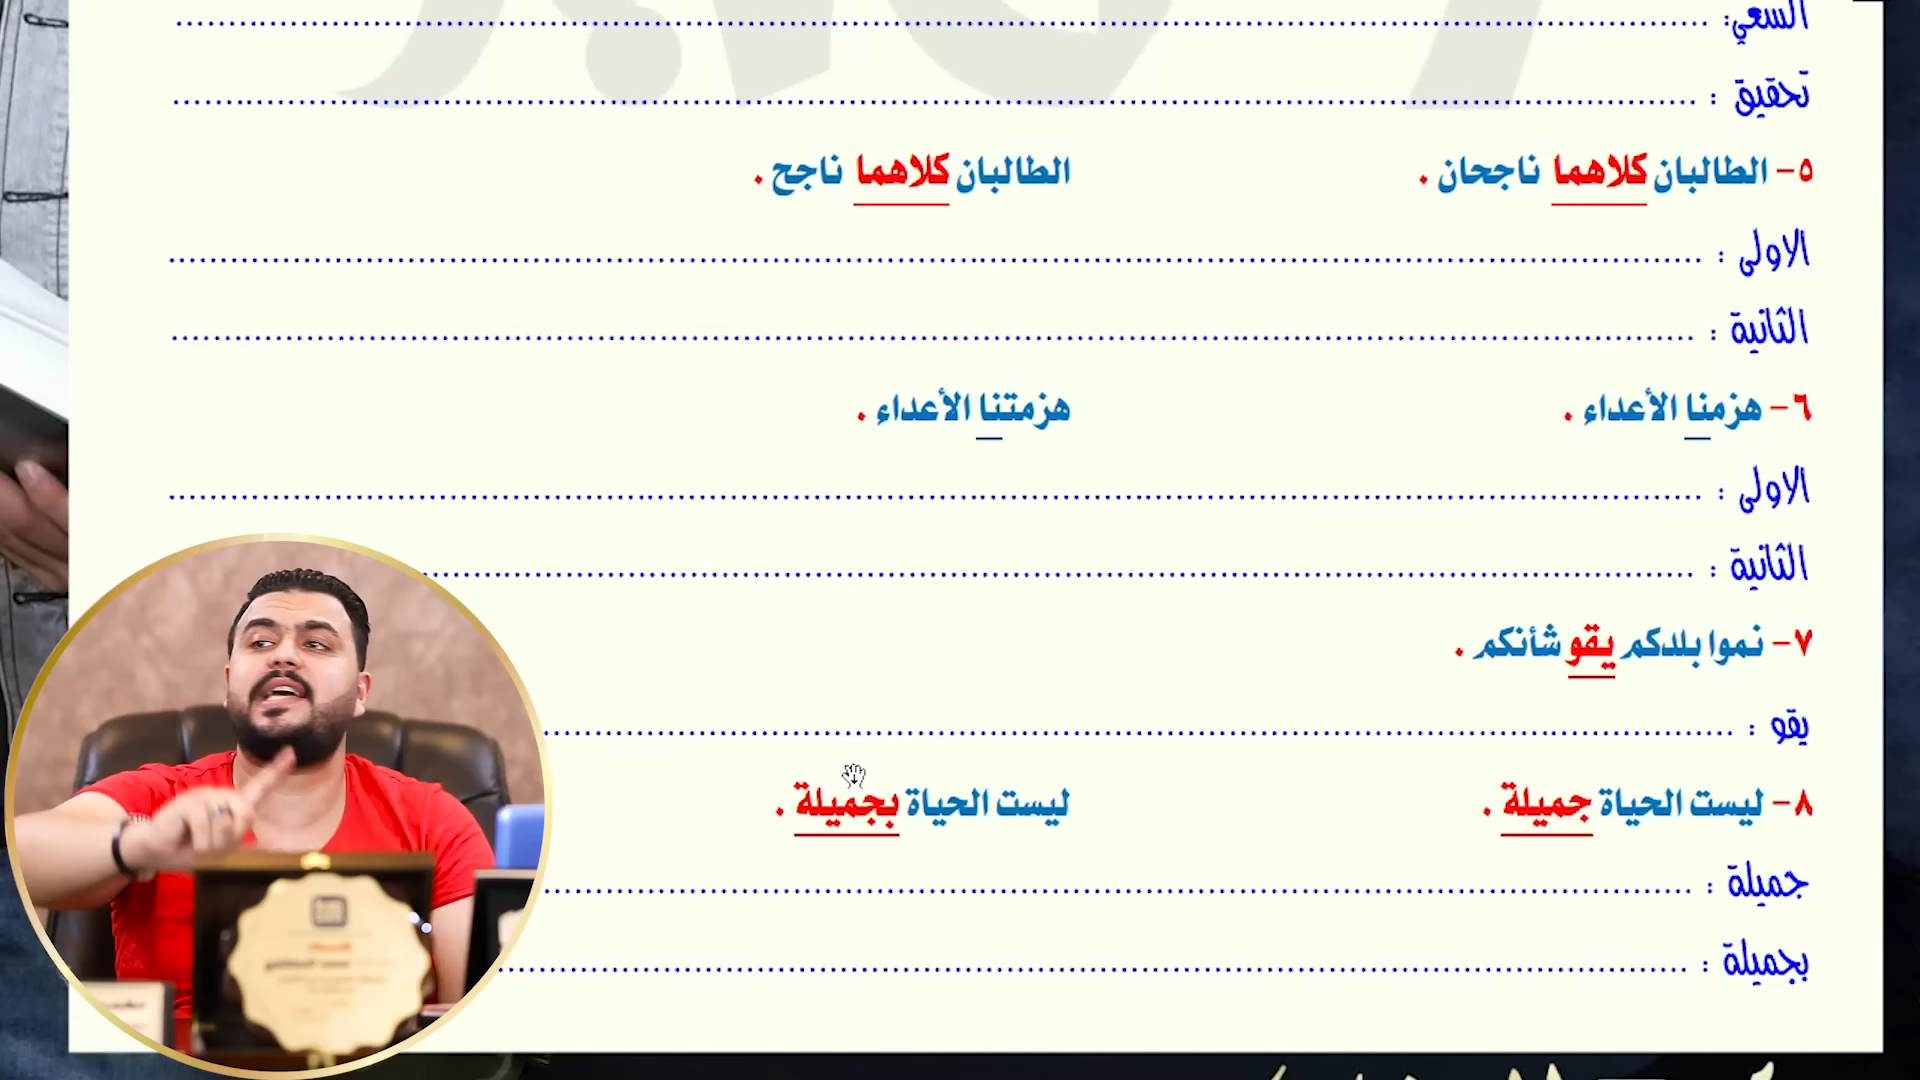 السعي: ........................................
تحقيق : ........................................
٥- الطالبان كلاهما ناجحان . الطالبان كلاهما ناجح .
الاولى : ........................................
الثانية : ........................................
٦- هزمنا الأعداء . هزمتنا الأعداء .
الاولى : ........................................
الثانية : ........................................
٧- نموا بلدكم يقو شأنكم .
يقو : ........................................
٨- ليست الحياة جميلة . ليست الحياة بجميلة .
جميلة : ........................................
بجميلة : ........................................